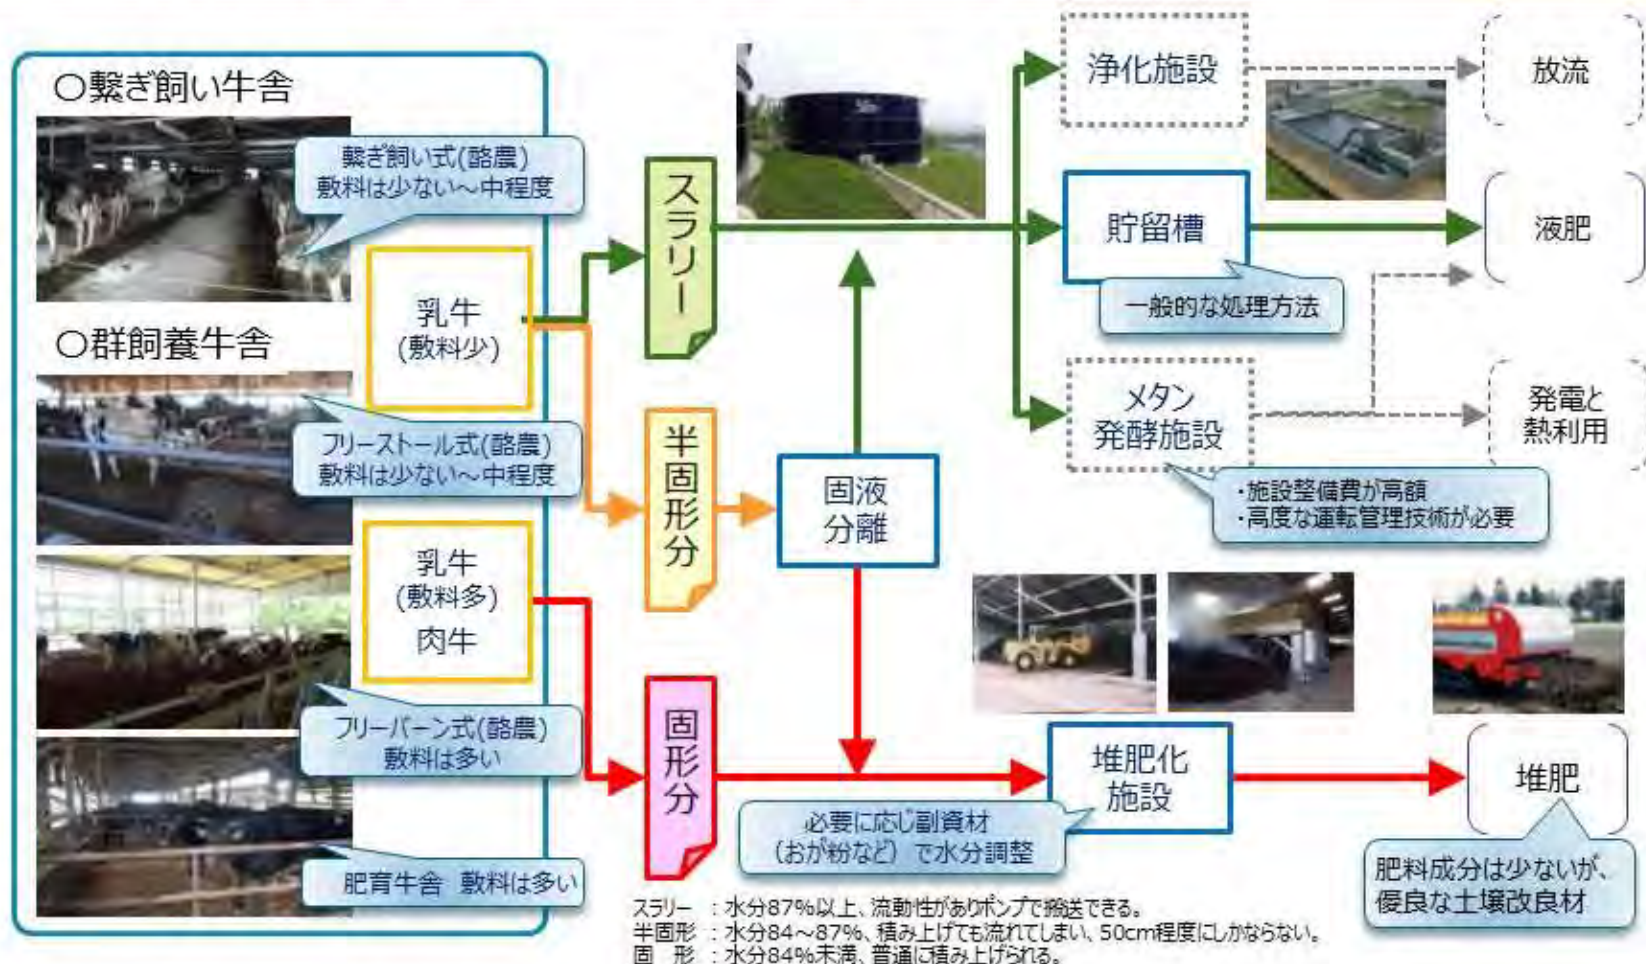 〇繋ぎ飼い牛舎
繋ぎ飼い式(酪農)
敷料は少ない～中程度
乳牛
(敷料少)
〇群飼養牛舎
フリーストール式(酪農)
敷料は少ない～中程度
乳牛
(敷料多)
肉牛
フリーバーン式(酪農)
敷料は多い
肥育牛舎 敷料は多い
スラリー
半固形分
固形分
固液
分離
浄化施設
放流
貯留槽
液肥
一般的な処理方法
メタン
発酵施設
発電と
熱利用
・施設整備費が高額
・高度な運転管理技術が必要
堆肥化
施設
堆肥
必要に応じ副資材
（おが粉など）で水分調整
肥料成分は少ないが、
優良な土壌改良材
スラリー ：水分87%以上、流動性がありポンプで搬送できる。
半固形 ：水分84～87%、積み上げても流れてしまい、50cm程度にしかならない。
固 形 ：水分84%未満、普通に積み上げられる。